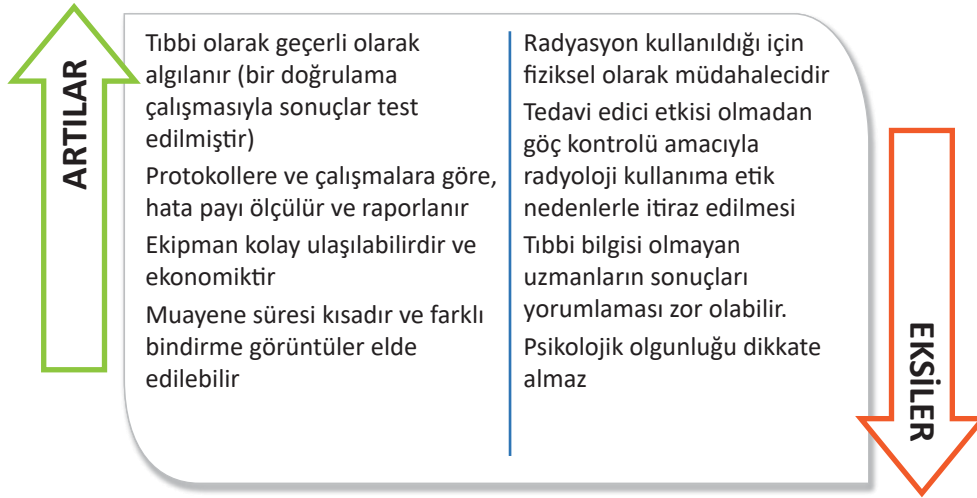 ARTILAR
Tıbbi olarak geçerli olarak
algılanır (bir doğrulama
çalışmasıyla sonuçlar test
edilmiştir)
Protokollere ve çalışmalara göre,
hata payı ölçülür ve raporlanır
Ekipman kolay ulaşılabilirdir ve
ekonomiktir
Muayene süresi kısadır ve farklı
bindirme görüntüler elde
edilebilir
Radyasyon kullanıldığı için
fiziksel olarak müdahalecidir
Tedavi edici etkisi olmadan
göç kontrolü amacıyla
radyoloji kullanıma etik
nedenlerle itiraz edilmesi
Tıbbi bilgisi olmayan
uzmanların sonuçları
yorumlaması zor olabilir.
Psikolojik olgunluğu dikkate
almaz
EKSİLER